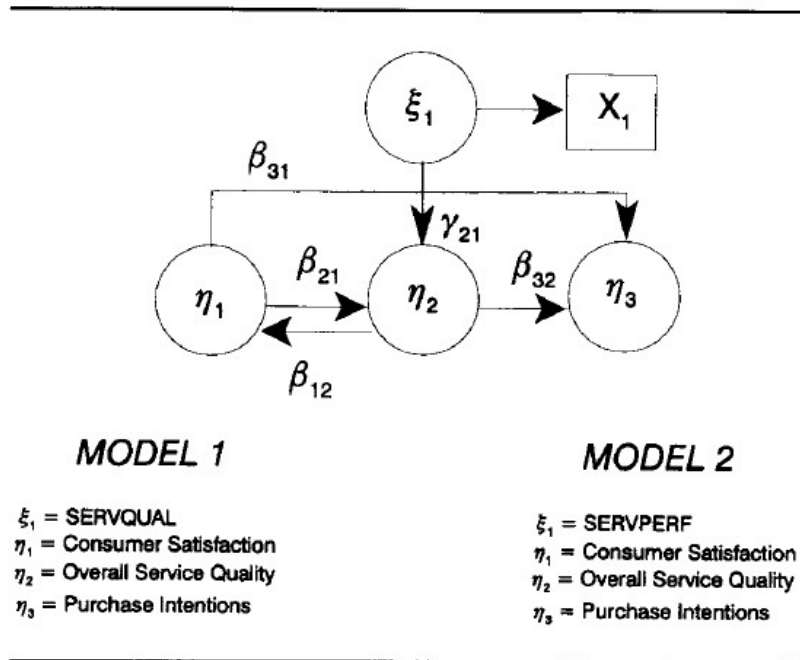 ξ₁
X₁
β₃₁
γ₂₁
β₂₁
β₃₂
η₁
η₂
η₃
β₁₂
MODEL 1
MODEL 2
ξ₁ = SERVQUAL
η₁ = Consumer Satisfaction
η₂ = Overall Service Quality
η₃ = Purchase Intentions
ξ₁ = SERVPERF
η₁ = Consumer Satisfaction
η₂ = Overall Service Quality
η₃ = Purchase Intentions